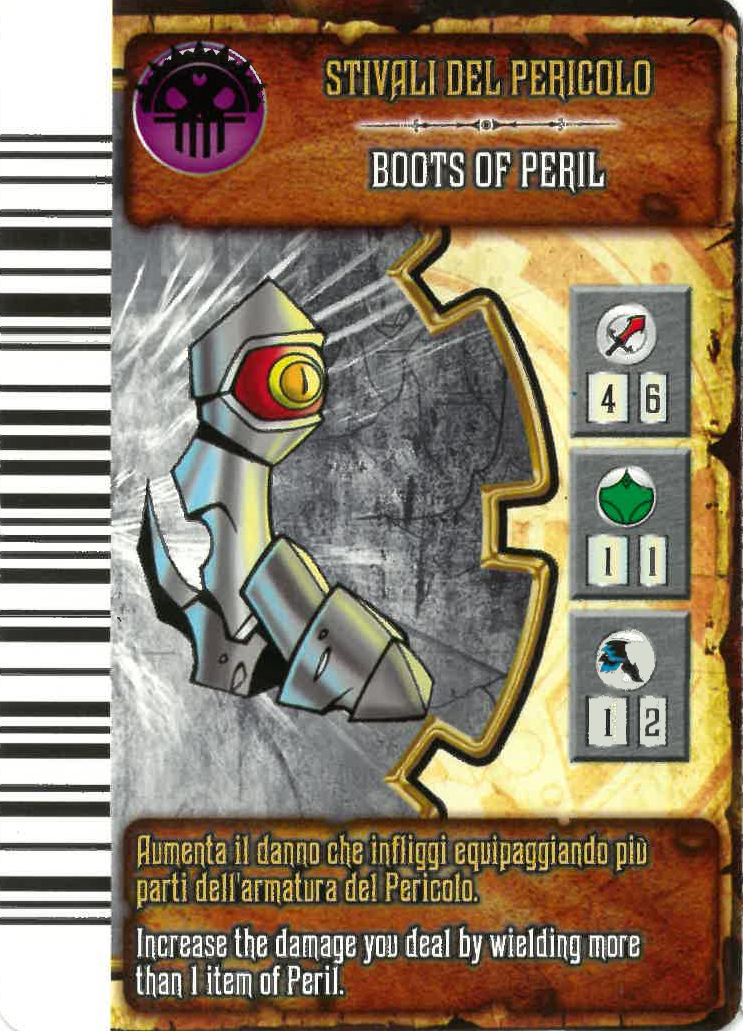 STIVALI DEL PERICOLO
BOOTS OF PERIL
4 6
1 1
1 2
Aumenta il danno che infliggi equipaggiando più
parti dell'armatura del Pericolo.
Increase the damage you deal by wielding more
than 1 item of Peril.